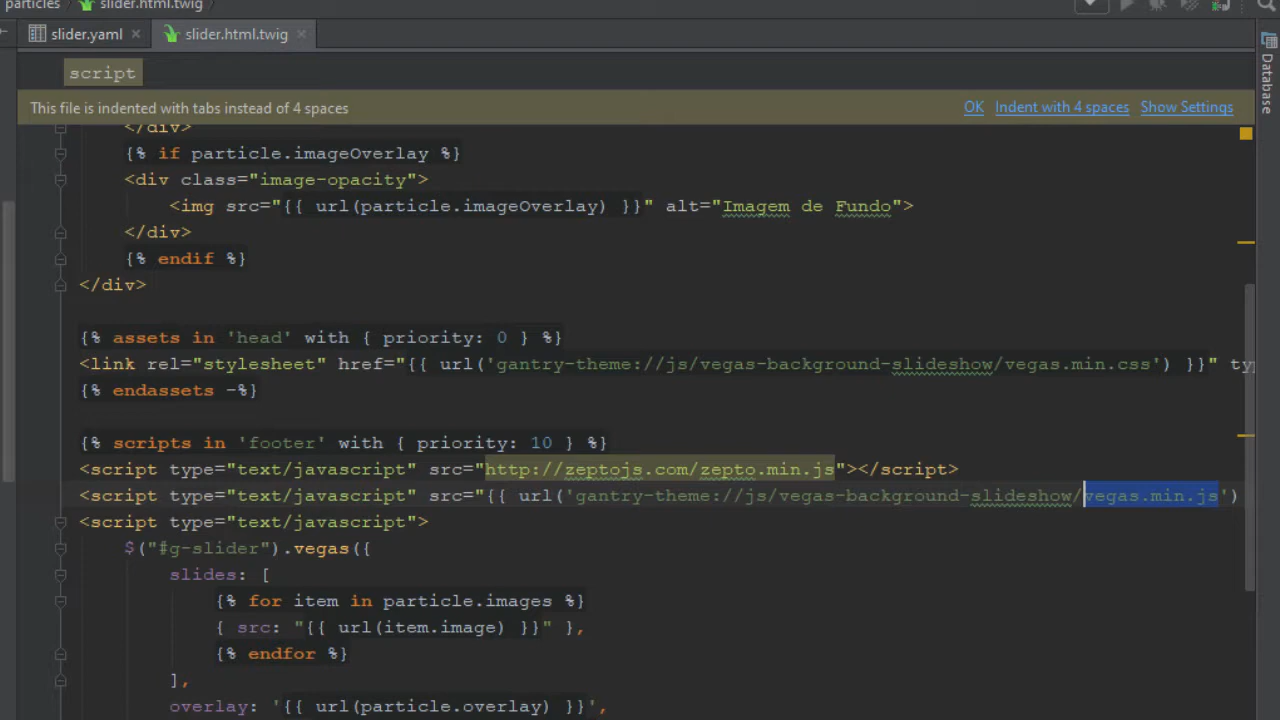 particles
slider.html.twig
slider.yaml
slider.html.twig
Database
script
This file is indented with tabs instead of 4 spaces
OK
Indent with 4 spaces
Show Settings
</div>
{% if particle.imageOverlay %}
<div class="image-opacity">
<img src="{{ url(particle.imageOverlay) }}" alt="Imagem de Fundo">
</div>
{% endif %}
</div>
{% assets in 'head' with { priority: 0 } %}
<link rel="stylesheet" href="{{ url('gantry-theme://js/vegas-background-slideshow/vegas.min.css') }}" ty
{% endassets -%}
{% scripts in 'footer' with { priority: 10 } %}
<script type="text/javascript" src="http://zeptojs.com/zepto.min.js"></script>
<script type="text/javascript" src="{{ url('gantry-theme://js/vegas-background-slideshow/vegas.min.js')
<script type="text/javascript">
$("#g-slider").vegas({
slides: [
{% for item in particle.images %}
{ src: "{{ url(item.image) }}" },
{% endfor %}
],
overlay: '{{ url(particle.overlay) }}',